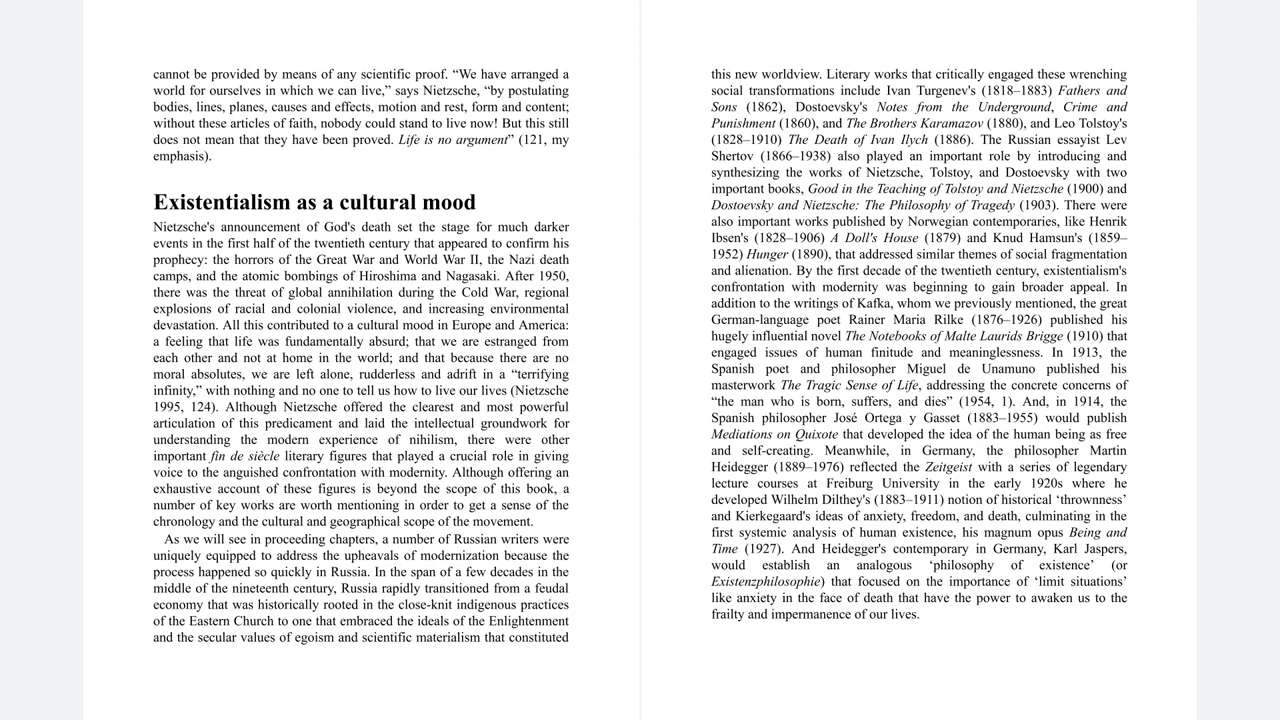 cannot be provided by means of any scientific proof. “We have arranged a
world for ourselves in which we can live,” says Nietzsche, “by postulating
bodies, lines, planes, causes and effects, motion and rest, form and content;
without these articles of faith, nobody could stand to live now! But this still
does not mean that they have been proved. Life is no argument” (121, my
emphasis).
Existentialism as a cultural mood
Nietzsche's announcement of God's death set the stage for much darker
events in the first half of the twentieth century that appeared to confirm his
prophecy: the horrors of the Great War and World War II, the Nazi death
camps, and the atomic bombings of Hiroshima and Nagasaki. After 1950,
there was the threat of global annihilation during the Cold War, regional
explosions of racial and colonial violence, and increasing environmental
devastation. All this contributed to a cultural mood in Europe and America:
a feeling that life was fundamentally absurd; that we are estranged from
each other and not at home in the world; and that because there are no
moral absolutes, we are left alone, rudderless and adrift in a “terrifying
infinity,” with nothing and no one to tell us how to live our lives (Nietzsche
1995, 124). Although Nietzsche offered the clearest and most powerful
articulation of this predicament and laid the intellectual groundwork for
understanding the modern experience of nihilism, there were other
important fin de siècle literary figures that played a crucial role in giving
voice to the anguished confrontation with modernity. Although offering an
exhaustive account of these figures is beyond the scope of this book, a
number of key works are worth mentioning in order to get a sense of the
chronology and the cultural and geographical scope of the movement.
As we will see in proceeding chapters, a number of Russian writers were
uniquely equipped to address the upheavals of modernization because the
process happened so quickly in Russia. In the span of a few decades in the
middle of the nineteenth century, Russia rapidly transitioned from a feudal
economy that was historically rooted in the close-knit indigenous practices
of the Eastern Church to one that embraced the ideals of the Enlightenment
and the secular values of egoism and scientific materialism that constituted
this new worldview. Literary works that critically engaged these wrenching
social transformations include Ivan Turgenev's (1818–1883) Fathers and
Sons (1862), Dostoevsky's Notes from the Underground, Crime and
Punishment (1860), and The Brothers Karamazov (1880), and Leo Tolstoy's
(1828–1910) The Death of Ivan Ilych (1886). The Russian essayist Lev
Shertov (1866–1938) also played an important role by introducing and
synthesizing the works of Nietzsche, Tolstoy, and Dostoevsky with two
important books, Good in the Teaching of Tolstoy and Nietzsche (1900) and
Dostoevsky and Nietzsche: The Philosophy of Tragedy (1903). There were
also important works published by Norwegian contemporaries, like Henrik
Ibsen's (1828–1906) A Doll's House (1879) and Knud Hamsun's (1859–
1952) Hunger (1890), that addressed similar themes of social fragmentation
and alienation. By the first decade of the twentieth century, existentialism's
confrontation with modernity was beginning to gain broader appeal. In
addition to the writings of Kafka, whom we previously mentioned, the great
German-language poet Rainer Maria Rilke (1876–1926) published his
hugely influential novel The Notebooks of Malte Laurids Brigge (1910) that
engaged issues of human finitude and meaninglessness. In 1913, the
Spanish poet and philosopher Miguel de Unamuno published his
masterwork The Tragic Sense of Life, addressing the concrete concerns of
“the man who is born, suffers, and dies” (1954, 1). And, in 1914, the
Spanish philosopher José Ortega y Gasset (1883–1955) would publish
Mediations on Quixote that developed the idea of the human being as free
and self-creating. Meanwhile, in Germany, the philosopher Martin
Heidegger (1889–1976) reflected the Zeitgeist with a series of legendary
lecture courses at Freiburg University in the early 1920s where he
developed Wilhelm Dilthey's (1883–1911) notion of historical ‘thrownness’
and Kierkegaard's ideas of anxiety, freedom, and death, culminating in the
first systemic analysis of human existence, his magnum opus Being and
Time (1927). And Heidegger's contemporary in Germany, Karl Jaspers,
would establish an analogous ‘philosophy of existence’ (or
Existenzphilosophie) that focused on the importance of ‘limit situations’
like anxiety in the face of death that have the power to awaken us to the
frailty and impermanence of our lives.